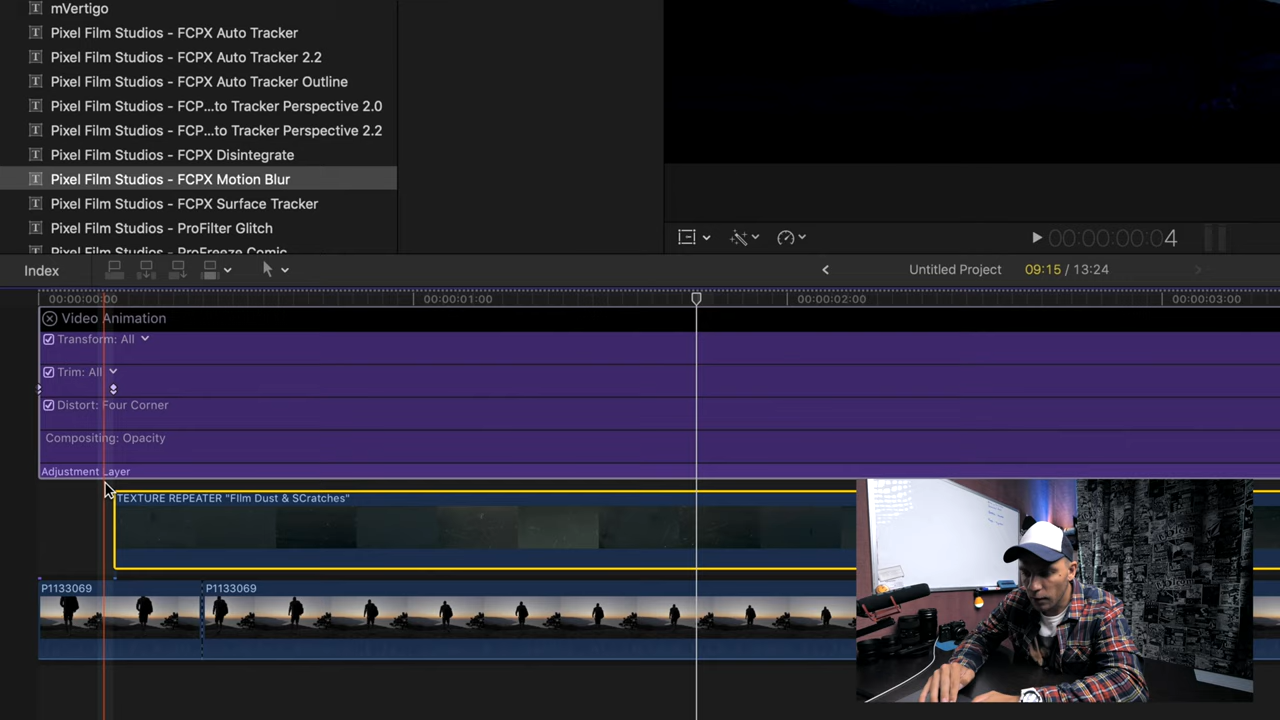 mVertigo
Pixel Film Studios - FCPX Auto Tracker
Pixel Film Studios - FCPX Auto Tracker 2.2
Pixel Film Studios - FCPX Auto Tracker Outline
Pixel Film Studios - FCP...to Tracker Perspective 2.0
Pixel Film Studios - FCP...to Tracker Perspective 2.2
Pixel Film Studios - FCPX Disintegrate
Pixel Film Studios - FCPX Motion Blur
Pixel Film Studios - FCPX Surface Tracker
Pixel Film Studios - ProFilter Glitch
Pixel Film Studios - ProFreeze Comic
00:00:00:04
Index
Untitled Project
09:15 / 13:24
00:00:00:00
00:00:01:00
00:00:02:00
00:00:03:00
Video Animation
Transform: All
Trim: All
Distort: Four Corner
Compositing: Opacity
Adjustment Layer
TEXTURE REPEATER "FIlm Dust & SCratches"
P1133069
P1133069